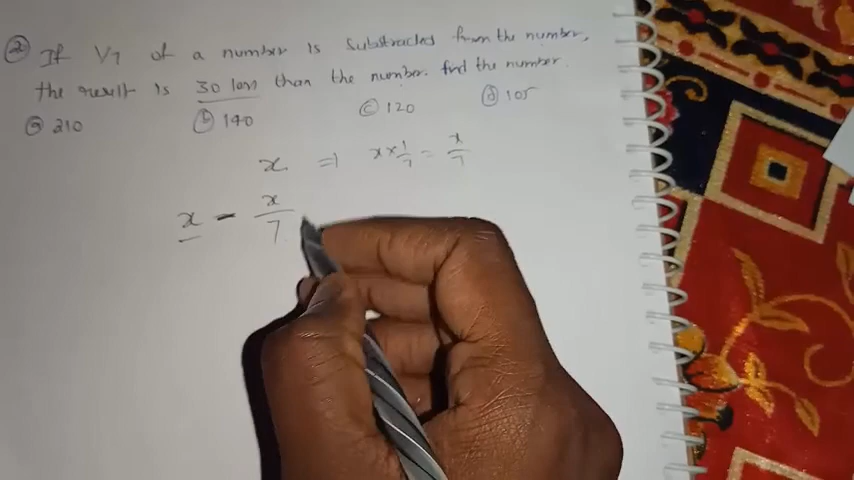 ② If 1/7 of a number is subtracted from the number,
the result is 30 less than the number. find the number.
ⓐ 210 ⓑ 140 ⓒ 120 ⓓ 105
x. ⇒ x × 1/7 = x/7
x - x/7